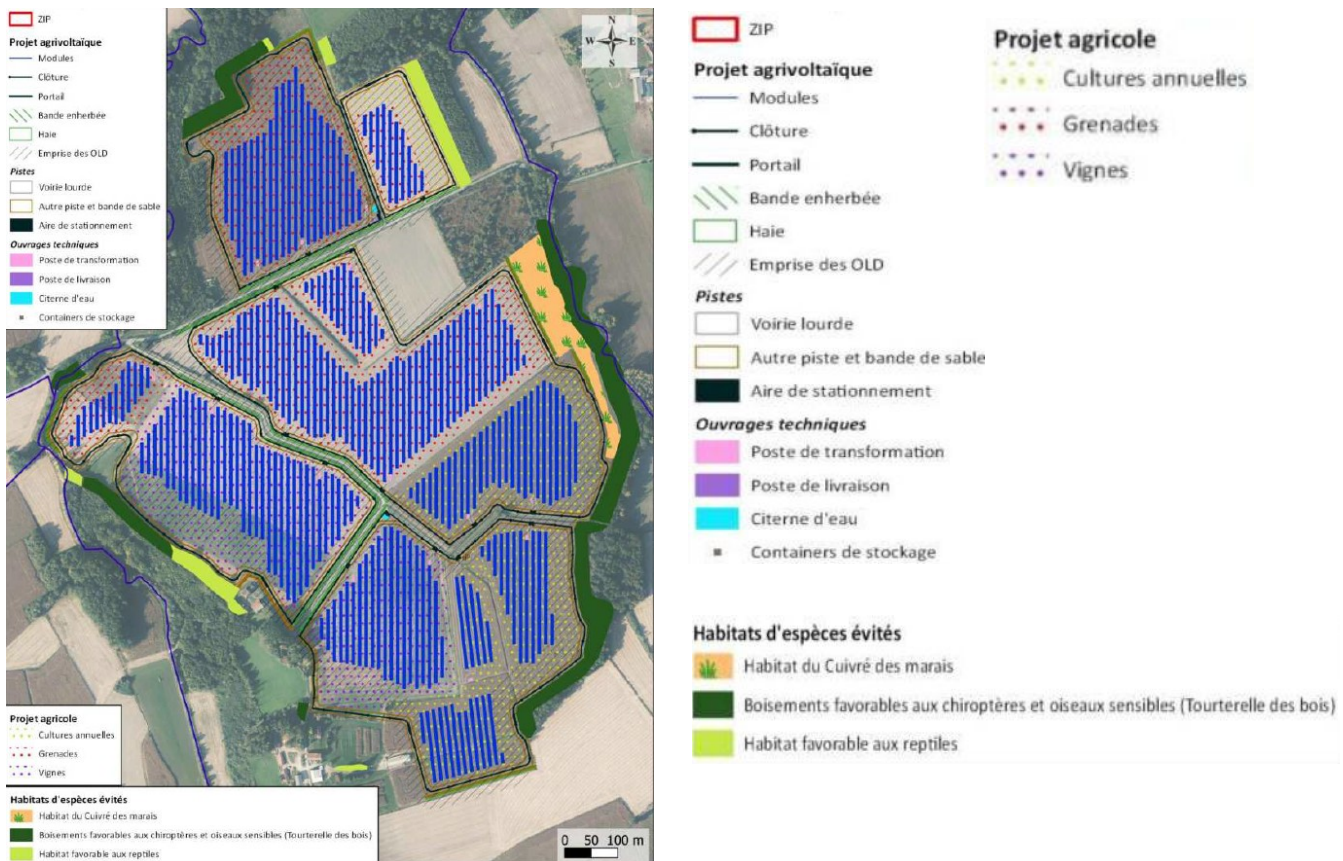 ZIP
Projet agrivoltaïque
Modules
Clôture
Portail
Bande enherbée
Haie
Emprise des OLD
Pistes
Voirie lourde
Autre piste et bande de sable
Aire de stationnement
Ouvrages techniques
Poste de transformation
Poste de livraison
Citerne d'eau
Containers de stockage
N
W E
S
Projet agricole
Cultures annuelles
Grenades
Vignes
Habitats d'espèces évités
Habitat du Cuivré des marais
Boisements favorables aux chiroptères et oiseaux sensibles (Tourterelle des bois)
Habitat favorable aux reptiles
0 50 100 m
ZIP
Projet agrivoltaïque
Modules
Clôture
Portail
Bande enherbée
Haie
Emprise des OLD
Pistes
Voirie lourde
Autre piste et bande de sable
Aire de stationnement
Ouvrages techniques
Poste de transformation
Poste de livraison
Citerne d'eau
Containers de stockage
Projet agricole
Cultures annuelles
Grenades
Vignes
Habitats d'espèces évités
Habitat du Cuivré des marais
Boisements favorables aux chiroptères et oiseaux sensibles (Tourterelle des bois)
Habitat favorable aux reptiles